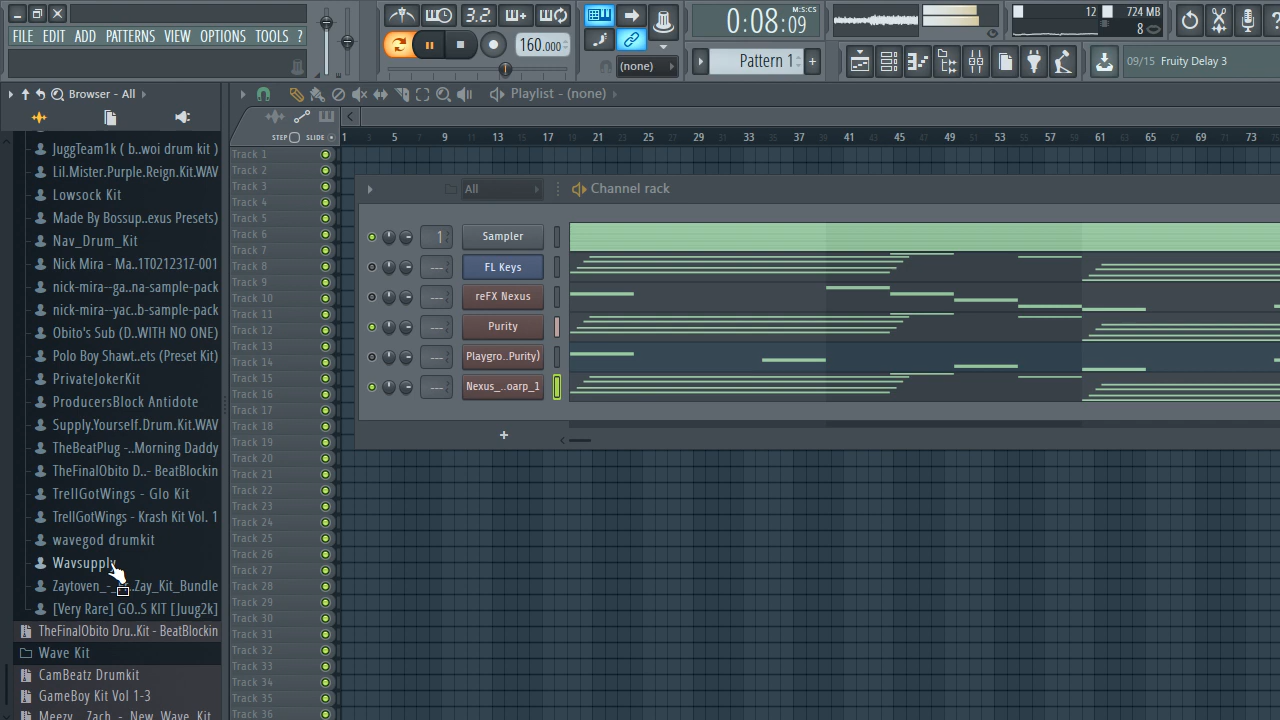 FILE EDIT ADD PATTERNS VIEW OPTIONS TOOLS ?
3.2..
160.000
0:08:09
M:S:CS
(none)
Pattern 1
+
12
724 MB
8
09/15 Fruity Delay 3
Browser - All
Playlist - (none)
STEP SLIDE
1 5 9 13 17 21 25 29 33 37 41 45 49 53 57 61 65 69 73
JuggTeam1k ( b..woi drum kit )
Lil.Mister.Purple.Reign.Kit.WAV
Lowsock Kit
Made By Bossup..exus Presets)
Nav_Drum_Kit
Nick Mira - Ma..1T021231Z-001
nick-mira--ga..na-sample-pack
nick-mira--yac..b-sample-pack
Obito's Sub (D..WITH NO ONE)
Polo Boy Shawt..ets (Preset Kit)
PrivateJokerKit
ProducersBlock Antidote
Supply.Yourself.Drum.Kit.WAV
TheBeatPlug -..Morning Daddy
TheFinalObito D..- BeatBlockin
TrellGotWings - Glo Kit
TrellGotWings - Krash Kit Vol. 1
wavegod drumkit
Wavsupply
Zaytoven_-_..Zay_Kit_Bundle
[Very Rare] GO..S KIT [Juug2k]
TheFinalObito Dru..Kit - BeatBlockin
Wave Kit
CamBeatz Drumkit
GameBoy Kit Vol 1-3
Meezy_ Zach_-_New_Wave_Kit
Track 1
Track 2
Track 3
Track 4
Track 5
Track 6
Track 7
Track 8
Track 9
Track 10
Track 11
Track 12
Track 13
Track 14
Track 15
Track 16
Track 17
Track 18
Track 19
Track 20
Track 21
Track 22
Track 23
Track 24
Track 25
Track 26
Track 27
Track 28
Track 29
Track 30
Track 31
Track 32
Track 33
Track 34
Track 35
Track 36
All
Channel rack
1 Sampler
--- FL Keys
--- reFX Nexus
--- Purity
--- Playgro..Purity)
--- Nexus_..oarp_1
+